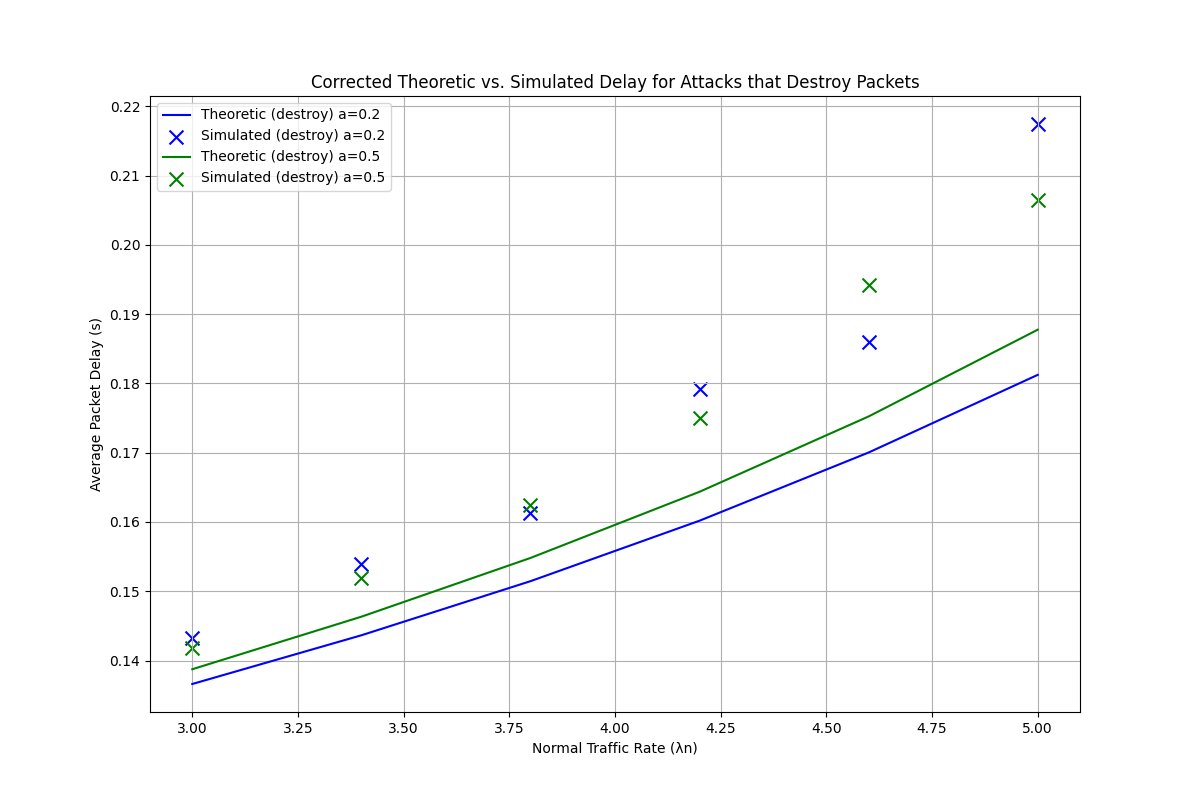 Corrected Theoretic vs. Simulated Delay for Attacks that Destroy Packets
Theoretic (destroy) a=0.2
Simulated (destroy) a=0.2
Theoretic (destroy) a=0.5
Simulated (destroy) a=0.5
Average Packet Delay (s)
0.22
0.21
0.20
0.19
0.18
0.17
0.16
0.15
0.14
3.00 3.25 3.50 3.75 4.00 4.25 4.50 4.75 5.00
Normal Traffic Rate (λn)